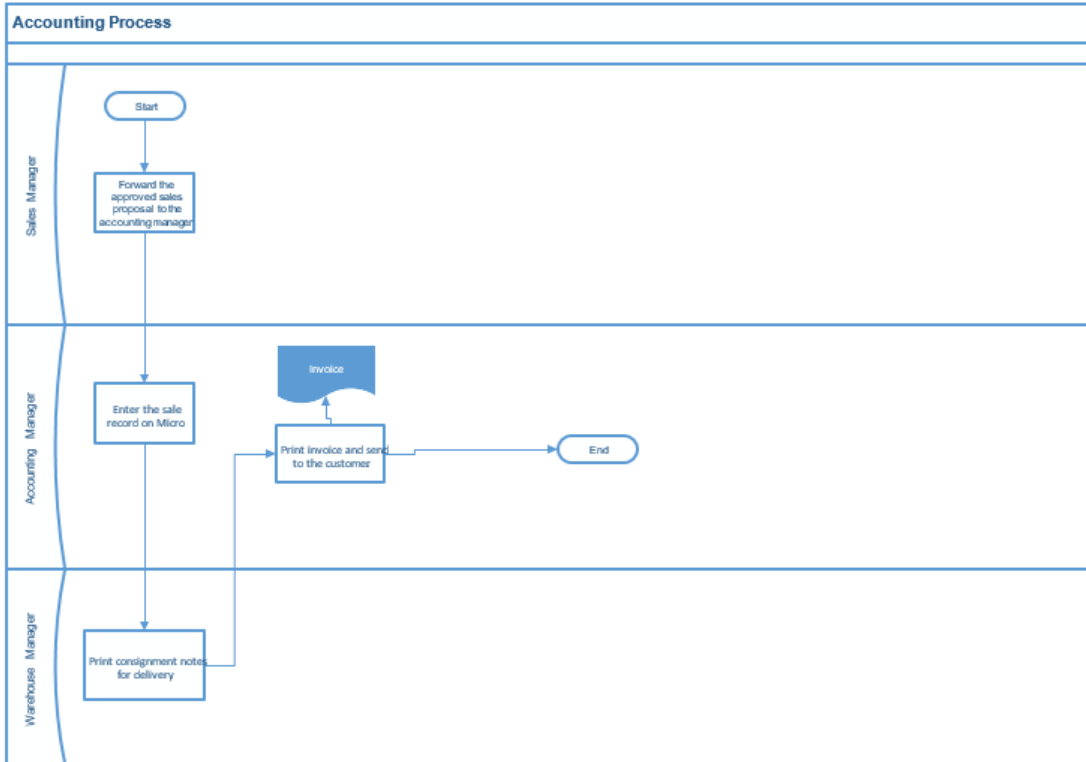 Accounting Process
Sales Manager
Start
Forward the
approved sales
proposal to the
accounting manager
Accounting Manager
Enter the sale
record on Micro
Invoice
Print invoice and send
to the customer
End
Warehouse Manager
Print consignment notes
for delivery